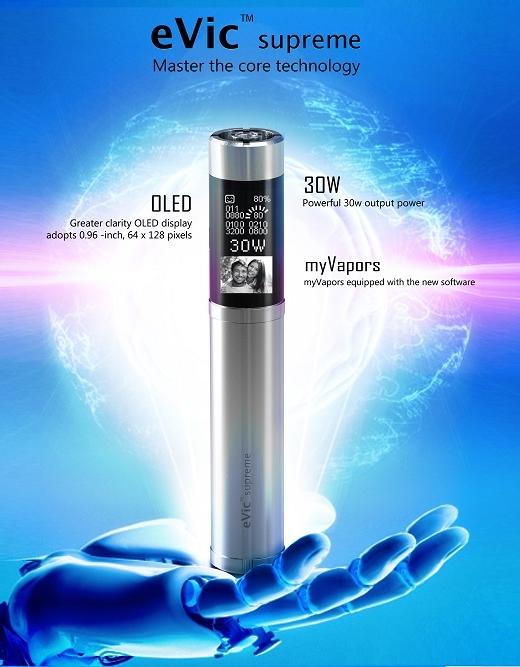 eVic™ supreme
Master the core technology
OLED
Greater clarity OLED display
adopts 0.96 -inch, 64 x 128 pixels
30W
Powerful 30w output power
myVapors
myVapors equipped with the new software
80%
011
0880 80
0100 0210
3200 0800
30W
eVic™ supreme